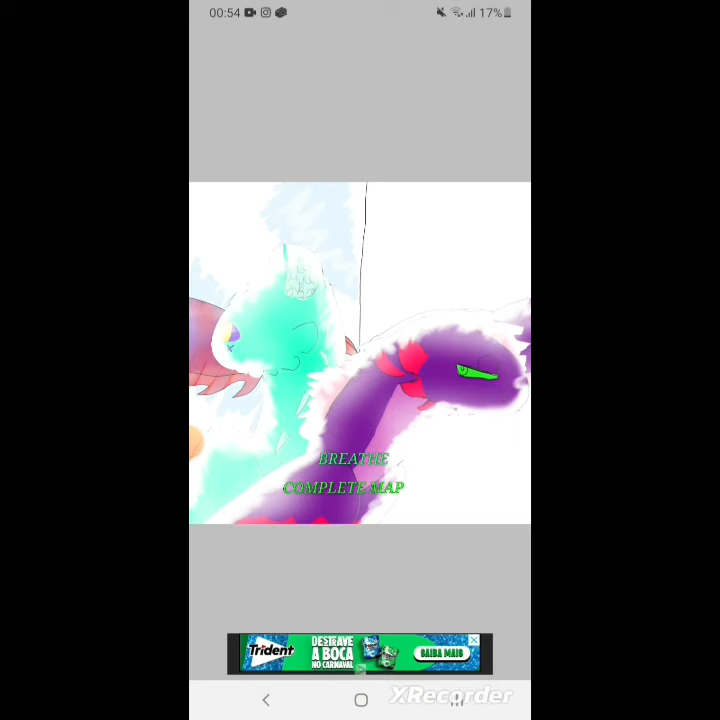 00:54
17%
BREATHE
COMPLETE MAP
Trident
DESTRAVE
A BOCA
NO CARNAVAL
SAIBA MAIS
XRecorder